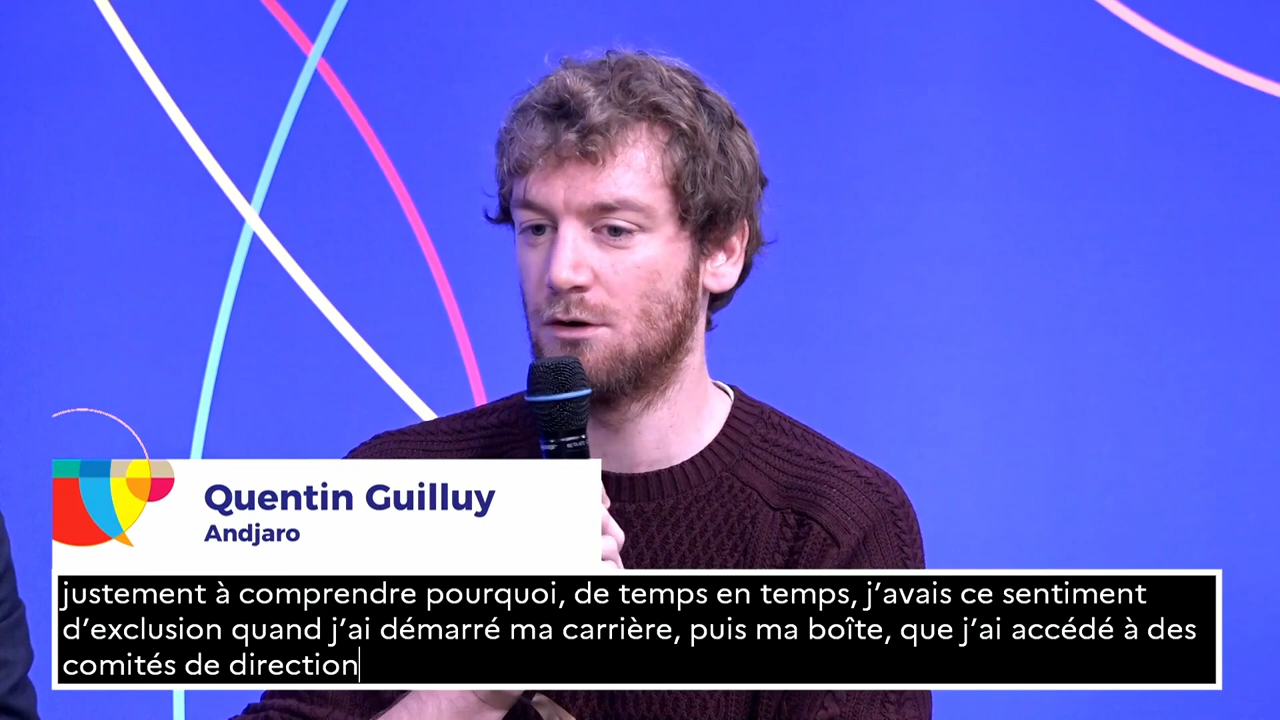 Quentin Guilluy
Andjaro
justement à comprendre pourquoi, de temps en temps, j’avais ce sentiment
d’exclusion quand j’ai démarré ma carrière, puis ma boîte, que j’ai accédé à des
comités de direction